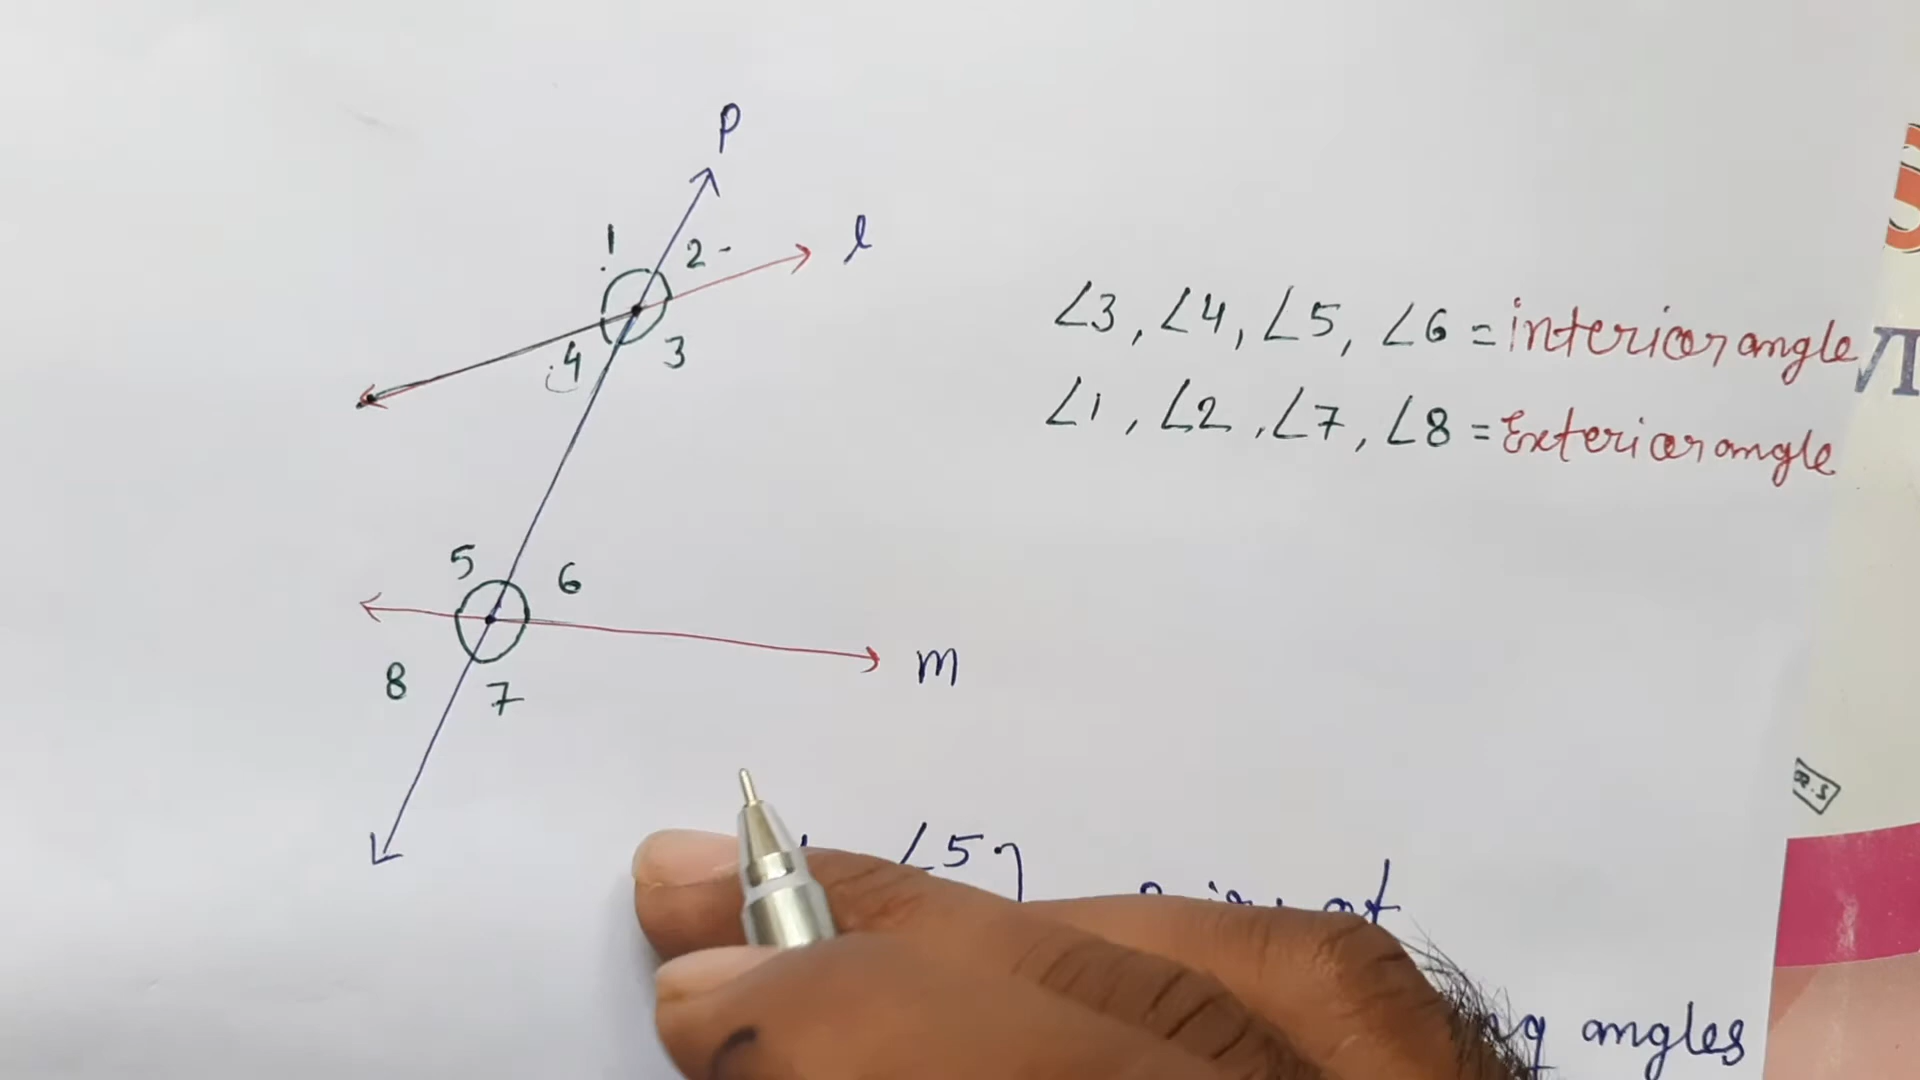 p
l
1
2
4
3
∠3, ∠4, ∠5, ∠6 = interior angle
∠1, ∠2, ∠7, ∠8 = Exterior angle
5
6
m
8
7
∠5
angles